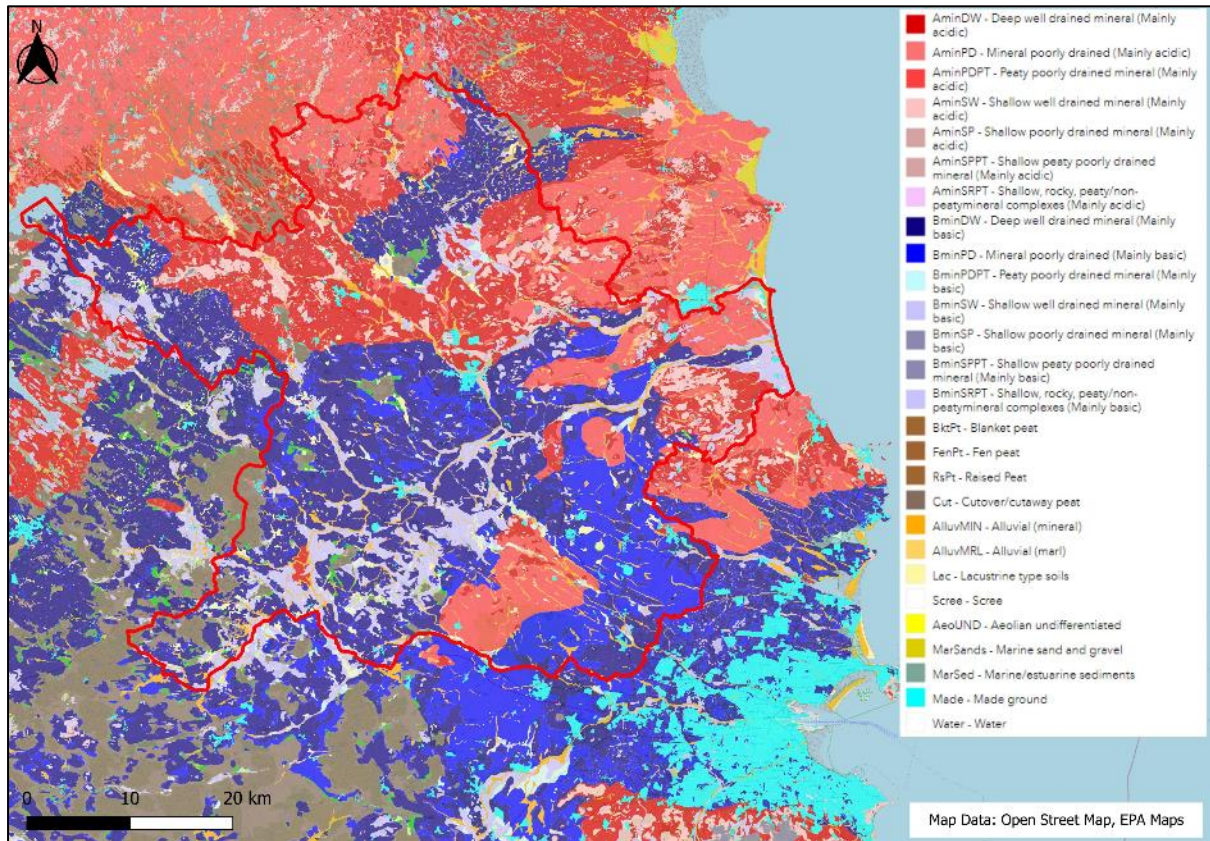 N
AminDW - Deep well drained mineral (Mainly
acidic)
AminPD - Mineral poorly drained (Mainly acidic)
AminPDPT - Peaty poorly drained mineral (Mainly
acidic)
AminSW - Shallow well drained mineral (Mainly
acidic)
AminSP - Shallow poorly drained mineral (Mainly
acidic)
AminSPPT - Shallow peaty poorly drained
mineral (Mainly acidic)
AminSRPT - Shallow, rocky, peaty/non-
peatymineral complexes (Mainly acidic)
BminDW - Deep well drained mineral (Mainly
basic)
BminPD - Mineral poorly drained (Mainly basic)
BminPDPT - Peaty poorly drained mineral (Mainly
basic)
BminSW - Shallow well drained mineral (Mainly
basic)
BminSP - Shallow poorly drained mineral (Mainly
basic)
BminSPPT - Shallow peaty poorly drained
mineral (Mainly basic)
BminSRPT - Shallow, rocky, peaty/non-
peatymineral complexes (Mainly basic)
BktPt - Blanket peat
FenPt - Fen peat
RsPt - Raised Peat
Cut - Cutover/cutaway peat
AlluvMIN - Alluvial (mineral)
AlluvMRL - Alluvial (marl)
Lac - Lacustrine type soils
Scree - Scree
AeoUND - Aeolian undifferentiated
MarSands - Marine sand and gravel
MarSed - Marine/estuarine sediments
Made - Made ground
Water - Water
0 10 20 km
Map Data: Open Street Map, EPA Maps